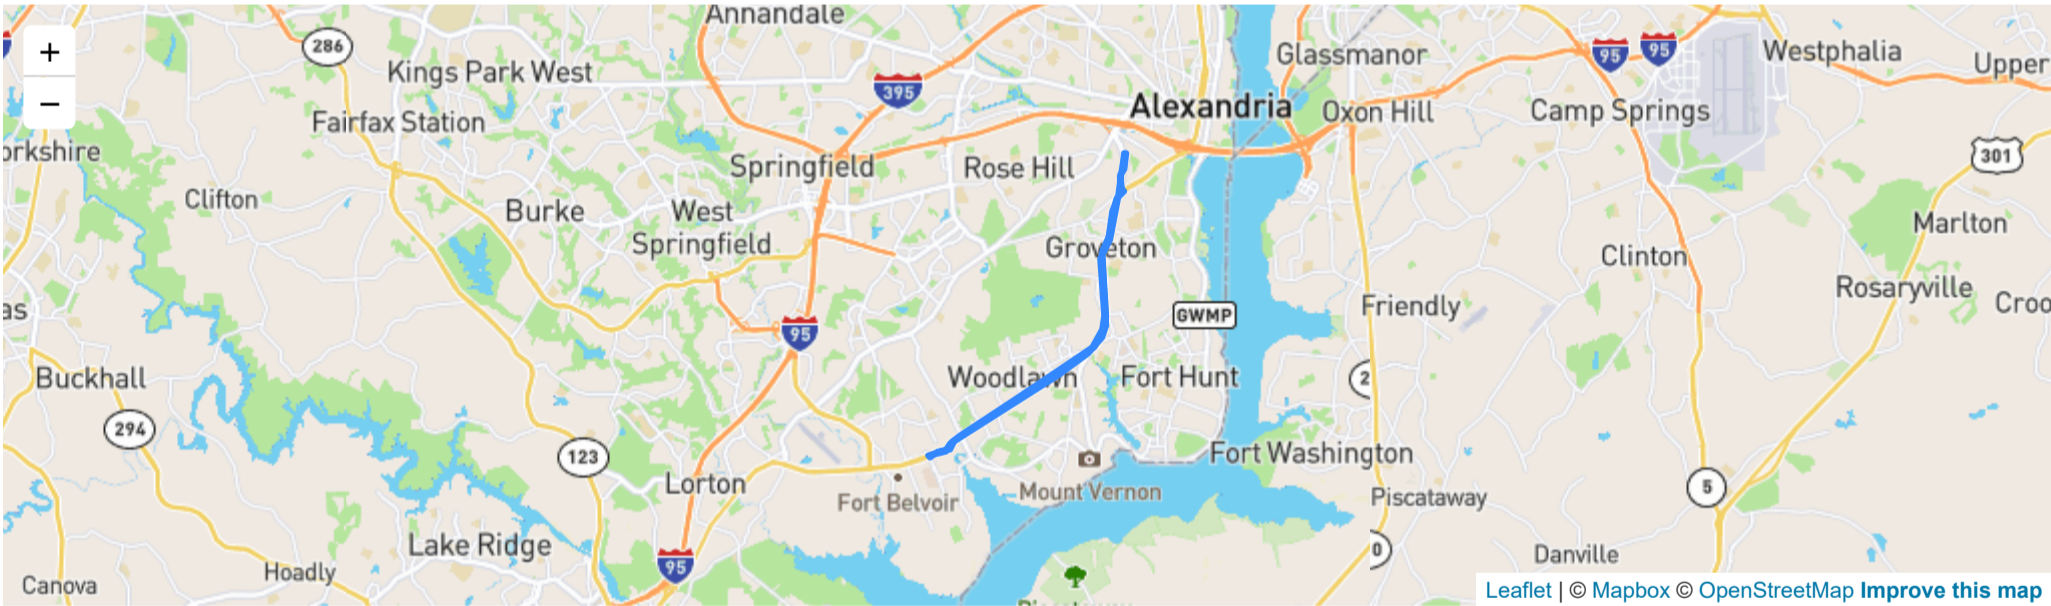 Annandale
+
286
Kings Park West
395
Glassmanor
95
95
Westphalia
Upper
−
Fairfax Station
Alexandria
Oxon Hill
Camp Springs
orkshire
Springfield
Rose Hill
301
Clifton
Burke
West
Springfield
Groveton
Marlton
Clinton
as
95
GWMP
Friendly
Rosaryville
Croo
Buckhall
Woodlawn
Fort Hunt
2
294
123
Fort Washington
Lorton
Fort Belvoir
Mount Vernon
Piscataway
5
Lake Ridge
0
Danville
Canova
Hoadly
95
Leaflet | © Mapbox © OpenStreetMap Improve this map